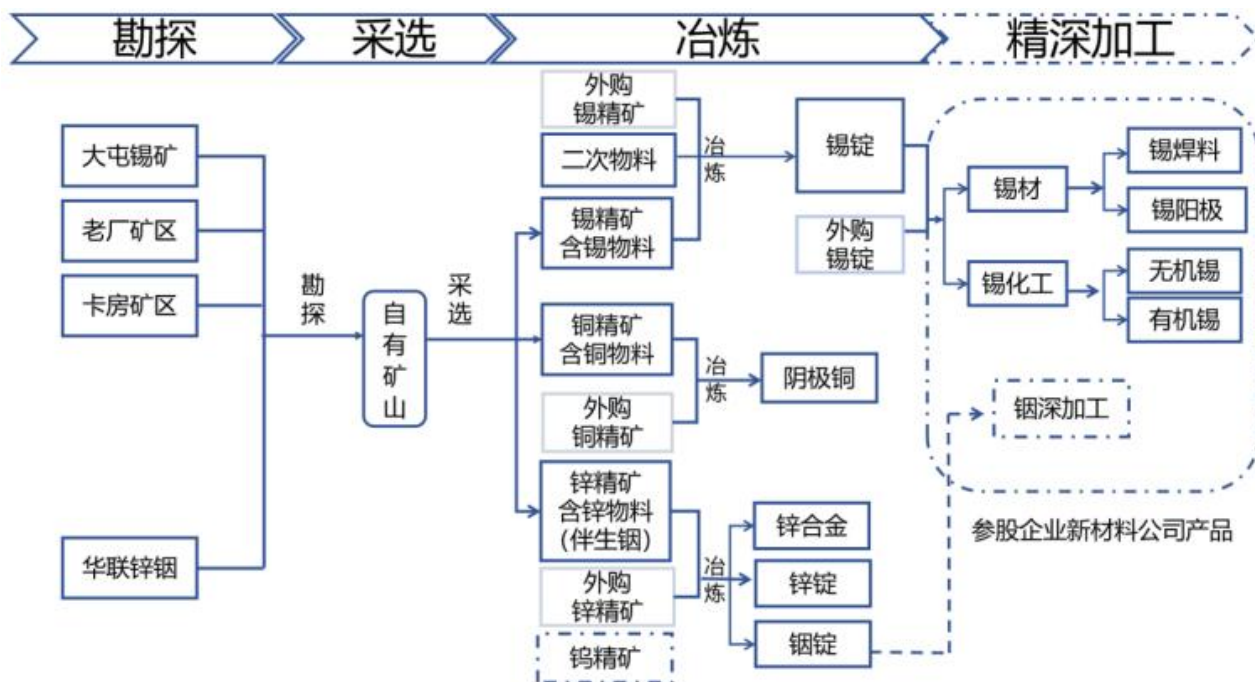 勘探
采选
冶炼
精深加工
大屯锡矿
老厂矿区
卡房矿区
华联锌铟
勘
探
自
有
矿
山
采
选
外购
锡精矿
二次物料
锡精矿
含锡物料
冶
炼
锡锭
外购
锡锭
铜精矿
含铜物料
外购
铜精矿
冶
炼
阴极铜
锌精矿
含锌物料
(伴生铟)
外购
锌精矿
冶
炼
锌合金
锌锭
铟锭
钨精矿
锡材
锡焊料
锡阳极
锡化工
无机锡
有机锡
铟深加工
参股企业新材料公司产品